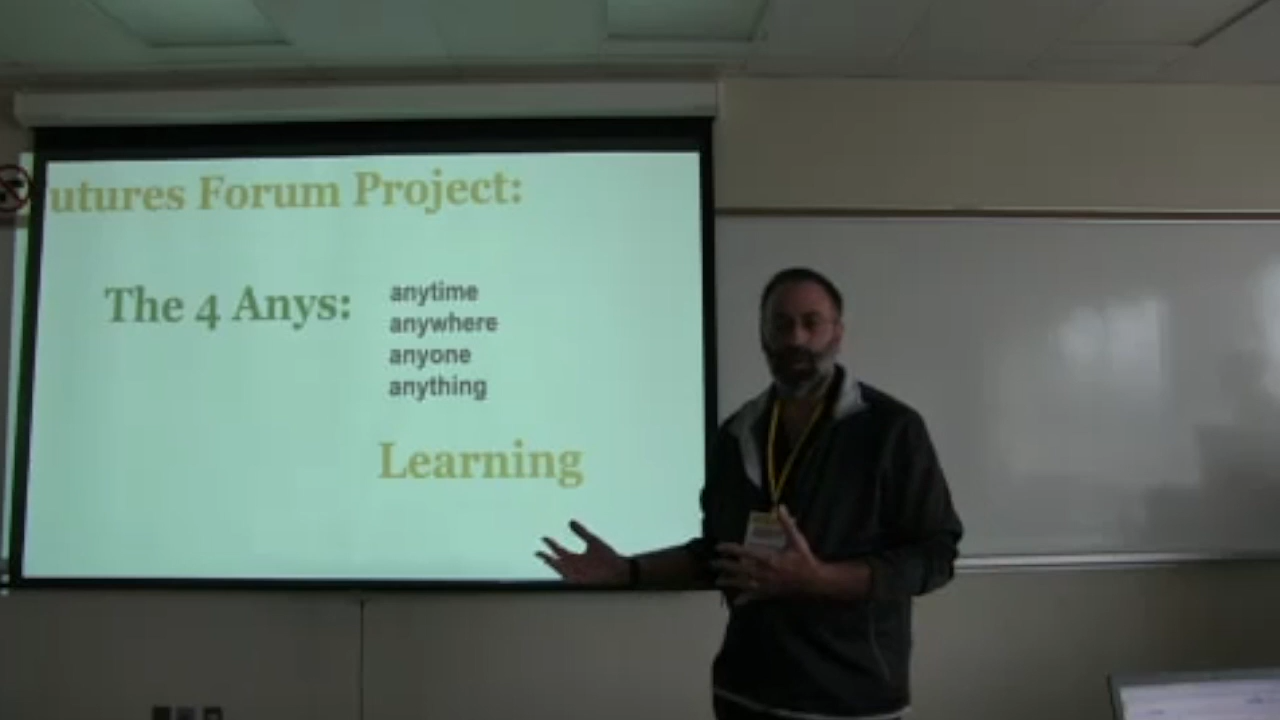 utures Forum Project:
The 4 Anys:
anytime
anywhere
anyone
anything
Learning